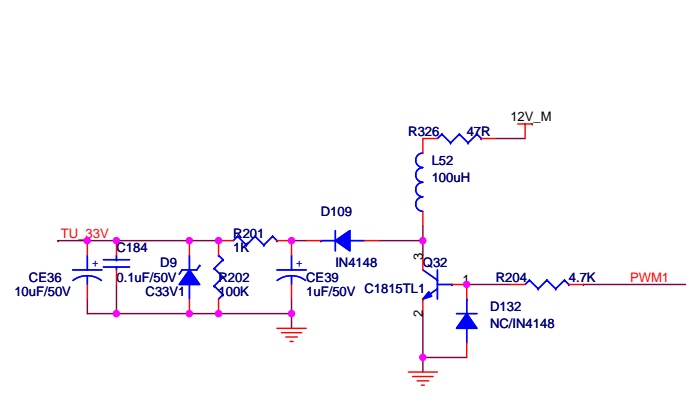 12V_M
R326 47R
L52
100uH
D109
TU_33V
R201
1K
C184
IN4148
D9
0.1uF/50V
C33V1
CE36
10uF/50V
R202
100K
+
+
CE39
1uF/50V
3
Q32
C1815TL1
1
2
R204 4.7K
PWM1
D132
NC/IN4148